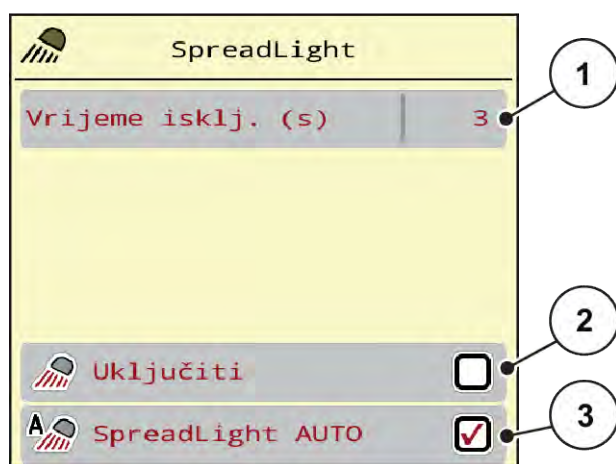 SpreadLight
1
Vrijeme isklj. (s) 3
2
Uključiti
A
SpreadLight AUTO
3